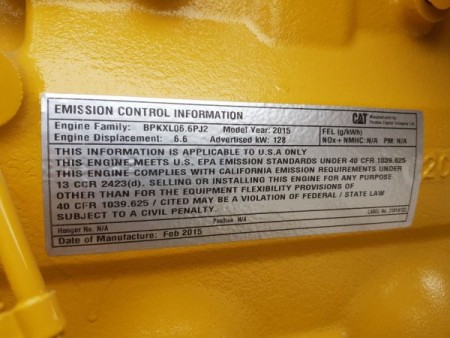 EMISSION CONTROL INFORMATION
CAT
Engine Family: BPKXL06.6PJ2 Model Year: 2015
FEL (g/kWh)
Engine Displacement: 6.6 Advertised kW: 128
NOx + NMHC: N/A PM: N/A
THIS INFORMATION IS APPLICABLE TO U.S.A ONLY
THIS ENGINE MEETS U.S. EPA EMISSION STANDARDS UNDER 40 CFR 1039.625
THIS ENGINE COMPLIES WITH CALIFORNIA EMISSION REQUIREMENTS UNDER
13 CCR 2423(d). SELLING OR INSTALLING THIS ENGINE FOR ANY PURPOSE
OTHER THAN FOR THE EQUIPMENT FLEXIBILITY PROVISIONS OF
40 CFR 1039.625 / CITED MAY BE A VIOLATION OF FEDERAL / STATE LAW
SUBJECT TO A CIVIL PENALTY.
LABEL No.
Hanger No. N/A Position N/A
Date of Manufacture: Feb 2015